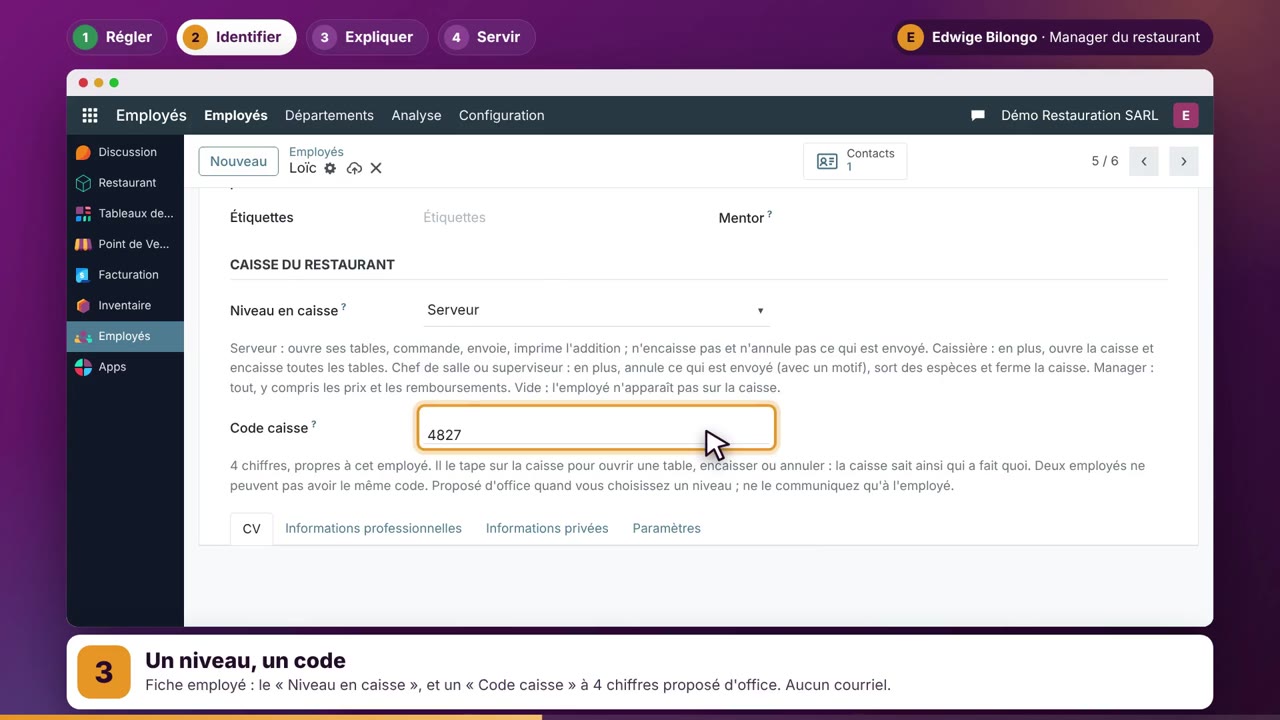 1 Régler
2 Identifier
3 Expliquer
4 Servir
E Edwige Bilongo · Manager du restaurant
Employés Employés Départements Analyse Configuration
Démo Restauration SARL E
Discussion
Restaurant
Tableaux de...
Point de Ve...
Facturation
Inventaire
Employés
Apps
Nouveau
Employés
Loïc
Contacts
1
5 / 6
Étiquettes Étiquettes Mentor ?
CAISSE DU RESTAURANT
Niveau en caisse ? Serveur
Serveur : ouvre ses tables, commande, envoie, imprime l'addition ; n'encaisse pas et n'annule pas ce qui est envoyé. Caissière : en plus, ouvre la caisse et
encaisse toutes les tables. Chef de salle ou superviseur : en plus, annule ce qui est envoyé (avec un motif), sort des espèces et ferme la caisse. Manager :
tout, y compris les prix et les remboursements. Vide : l'employé n'apparaît pas sur la caisse.
Code caisse ? 4827
4 chiffres, propres à cet employé. Il le tape sur la caisse pour ouvrir une table, encaisser ou annuler : la caisse sait ainsi qui a fait quoi. Deux employés ne
peuvent pas avoir le même code. Proposé d'office quand vous choisissez un niveau ; ne le communiquez qu'à l'employé.
CV Informations professionnelles Informations privées Paramètres
3
Un niveau, un code
Fiche employé : le « Niveau en caisse », et un « Code caisse » à 4 chiffres proposé d'office. Aucun courriel.